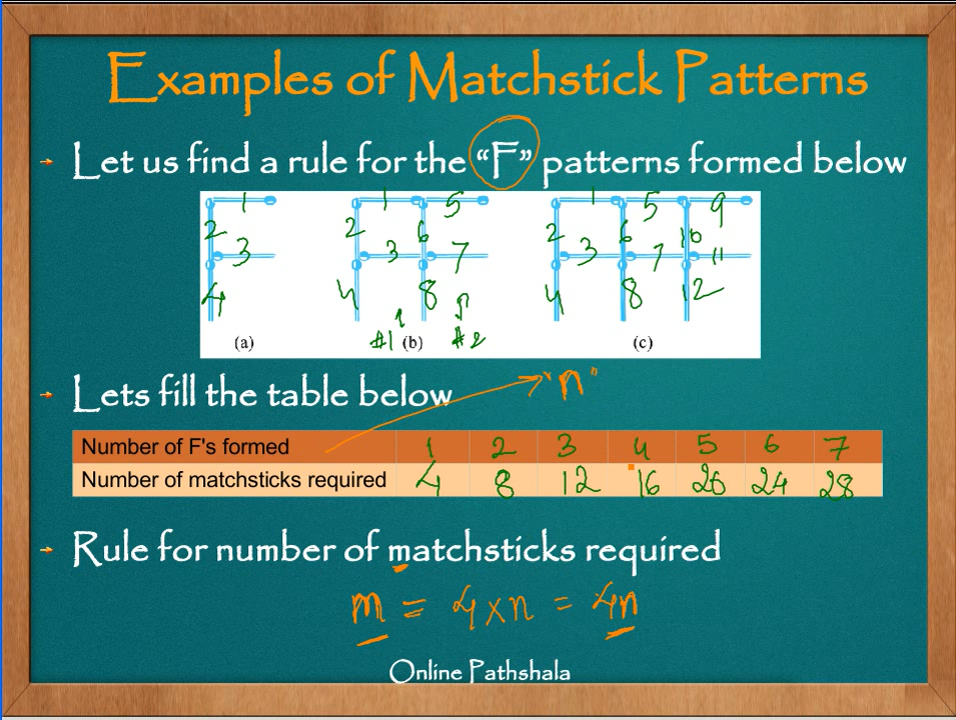 Examples of Matchstick Patterns
Let us find a rule for the “F” patterns formed below
1 1 5 1 5 9
2 2 6 2 6 10
3 3 7 3 7 11
4 4 8 4 8 12
#1 #2
(a) (b) (c)
Lets fill the table below "n"
Number of F's formed 1 2 3 4 5 6 7
Number of matchsticks required 4 8 12 16 20 24 28
Rule for number of matchsticks required
m = 4 x n = 4n
Online Pathshala